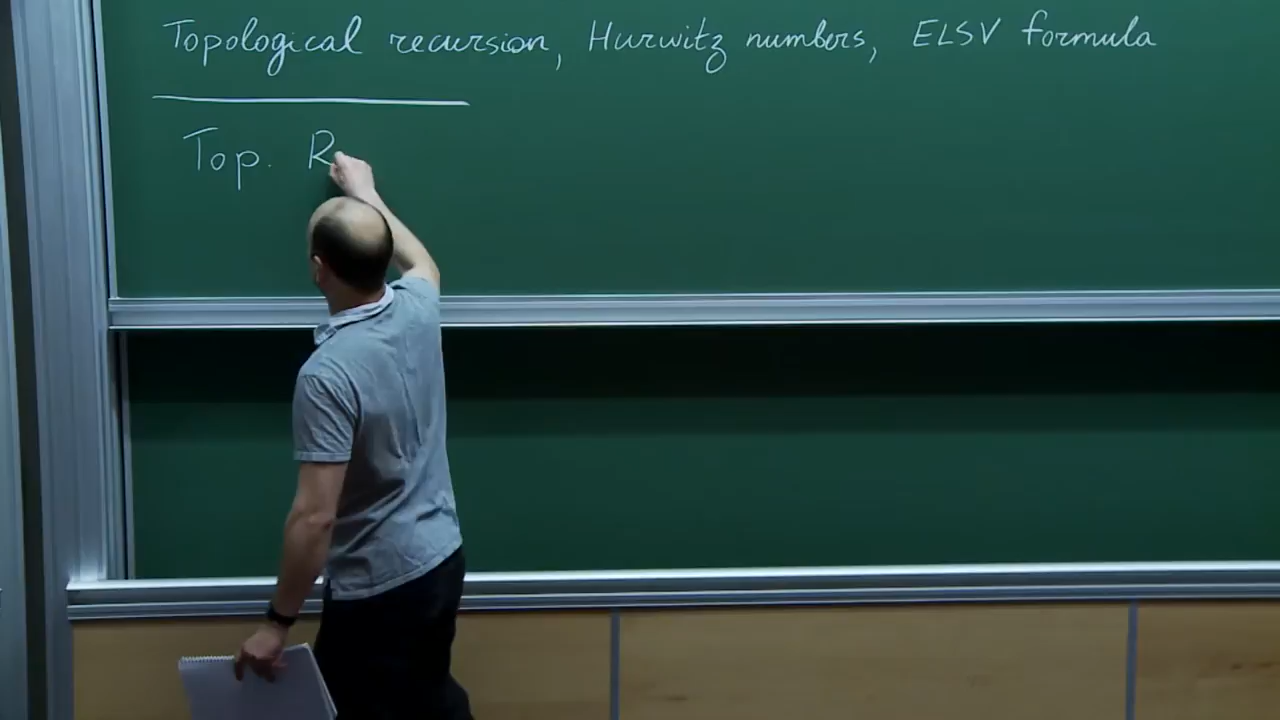 Topological recursion, Hurwitz numbers, ELSV formula
Top. R